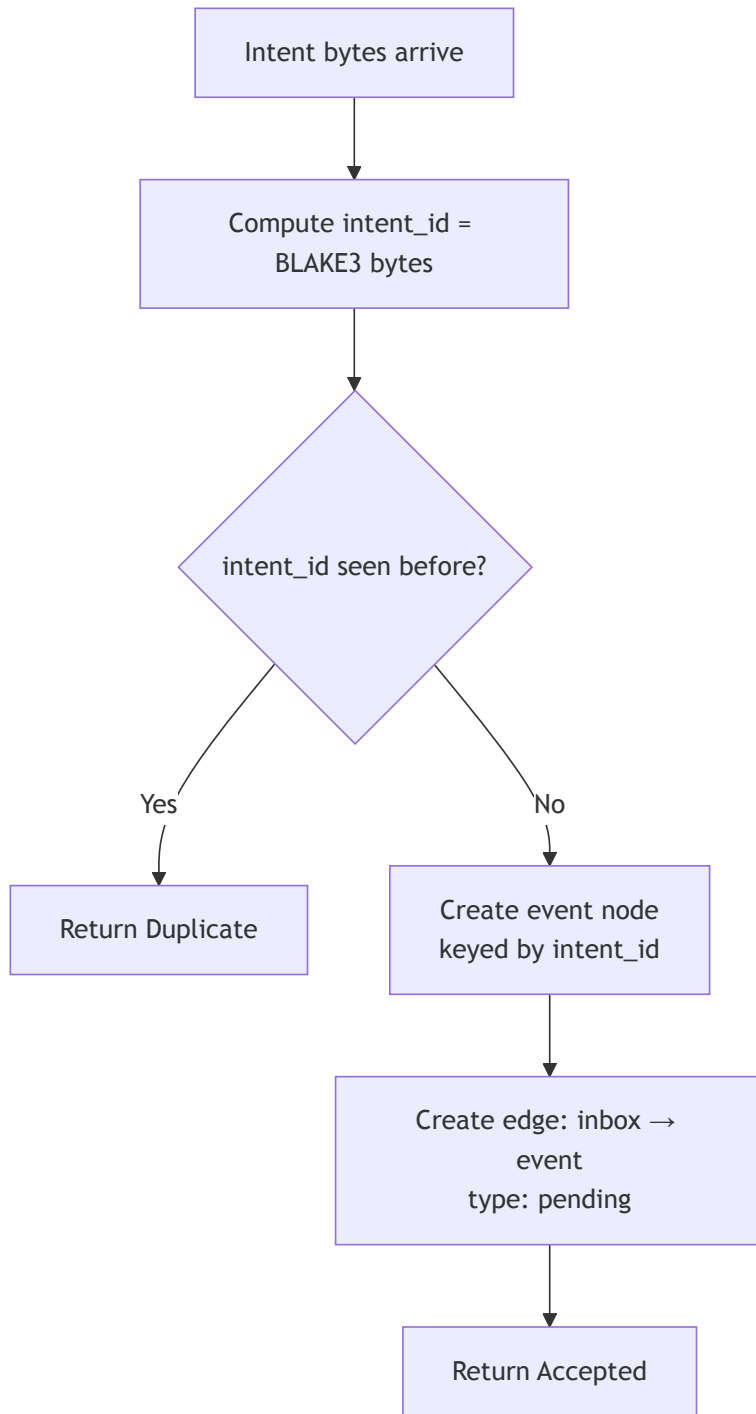 Intent bytes arrive
Compute intent_id =
BLAKE3 bytes
intent_id seen before?
Yes
No
Return Duplicate
Create event node
keyed by intent_id
Create edge: inbox →
event
type: pending
Return Accepted